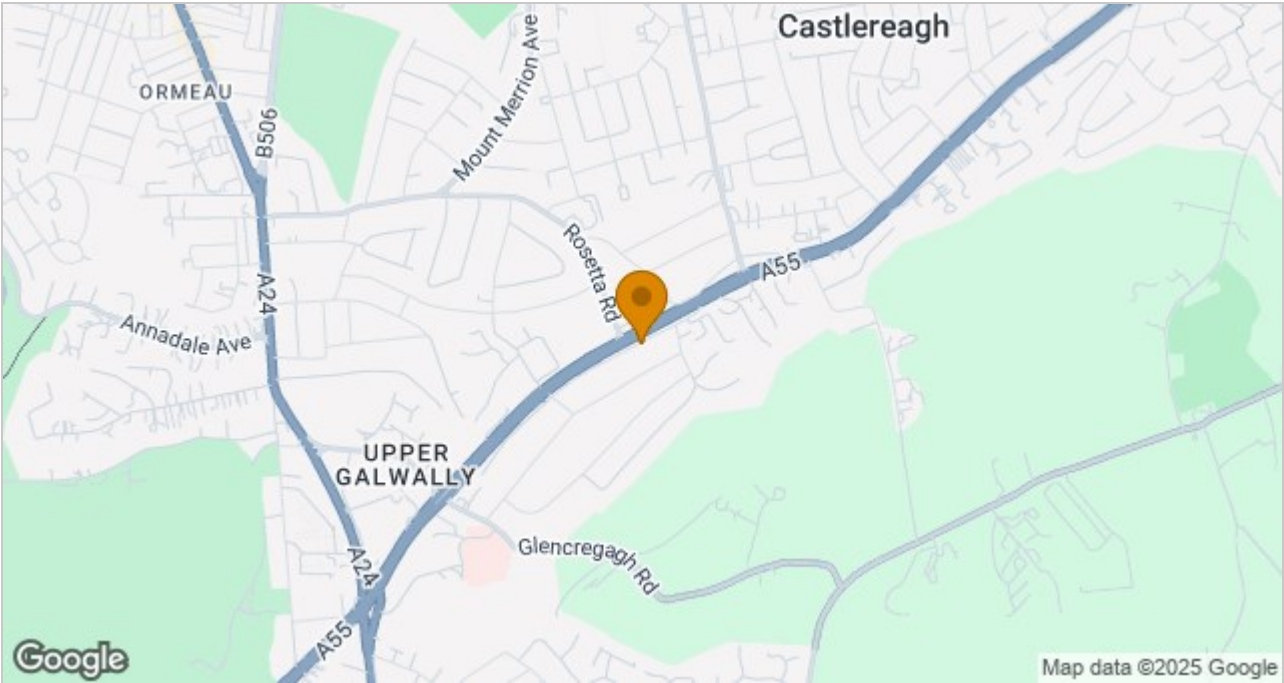 Castlereagh
ORMEAU
B506
Mount Merrion Ave
Rosetta Rd
A55
A24
Annadale Ave
UPPER
GALWALLY
Glencregagh Rd
A24
A55
Google
Map data ©2025 Google